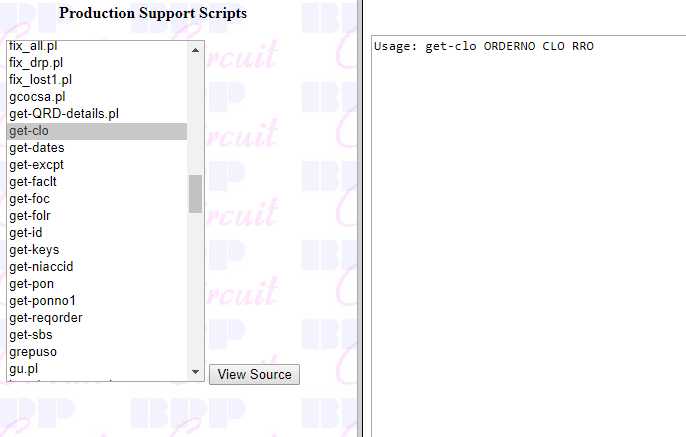 Production Support Scripts
fix_all.pl
fix_drp.pl
fix_lost1.pl
gcocsa.pl
get-QRD-details.pl
get-clo
get-dates
get-excpt
get-faclt
get-foc
get-folr
get-id
get-keys
get-niaccid
get-pon
get-ponno1
get-reqorder
get-sbs
grepuso
gu.pl
View Source
Usage: get-clo ORDERNO CLO RRO
BDP
Circuit